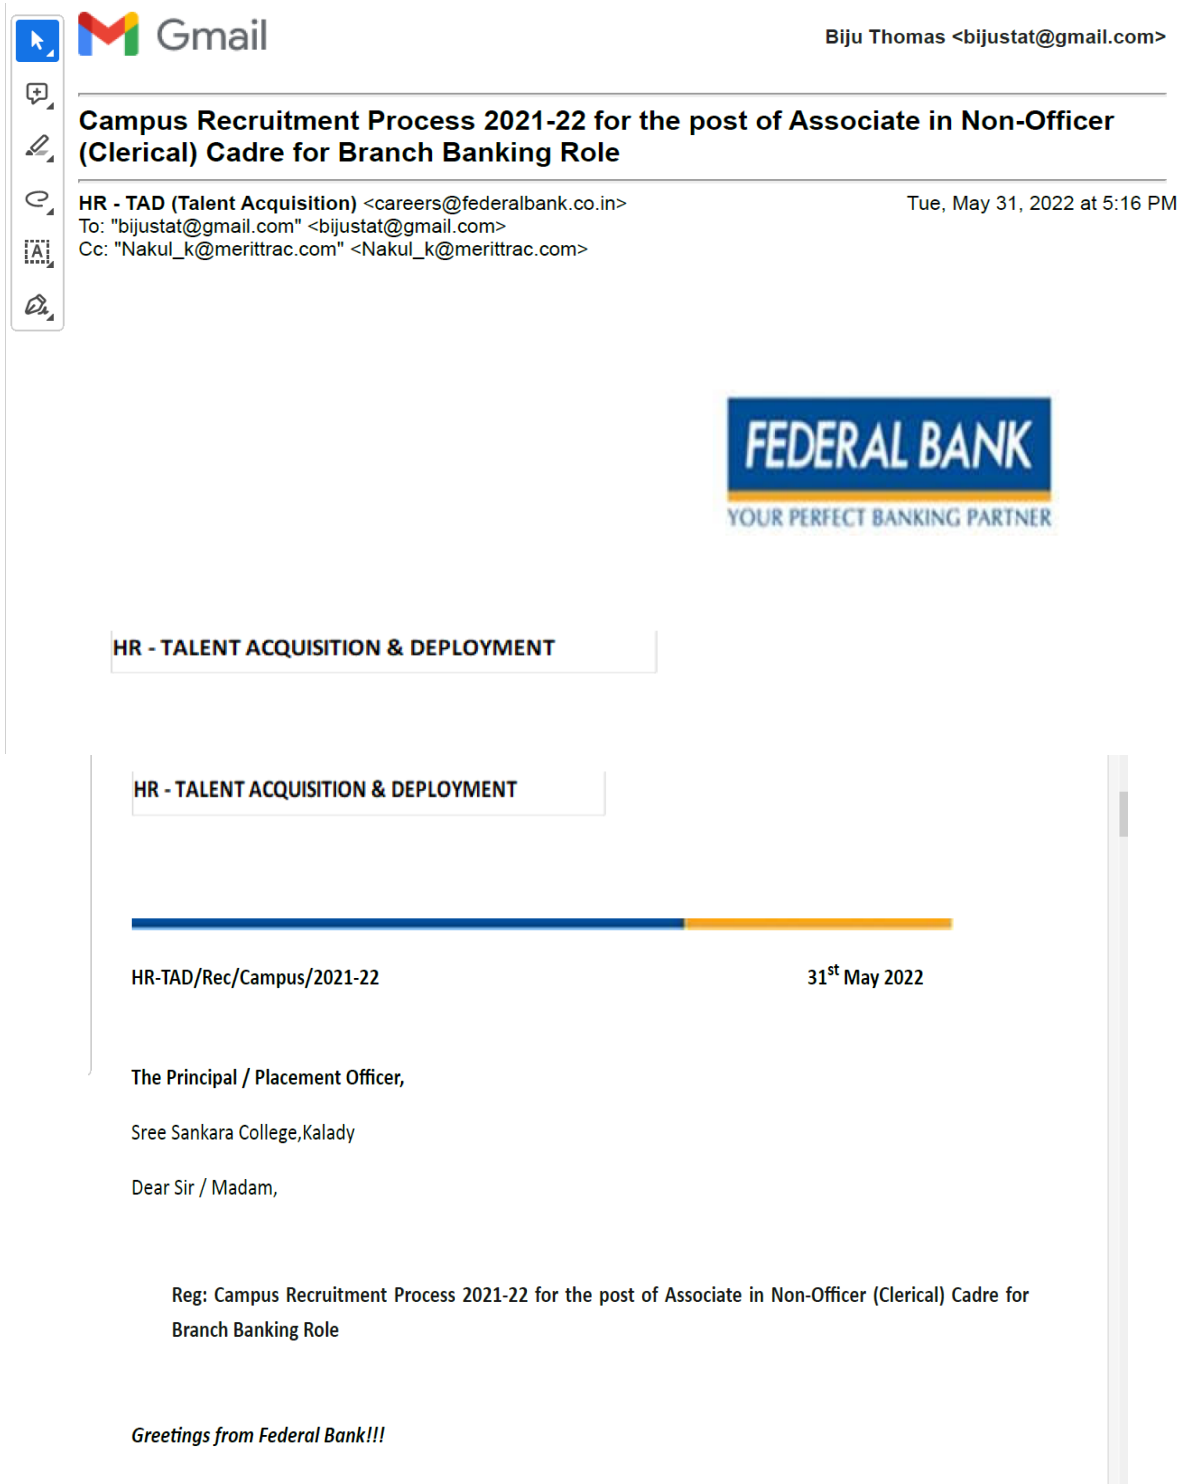 Gmail
Biju Thomas <bijustat@gmail.com>
Campus Recruitment Process 2021-22 for the post of Associate in Non-Officer
(Clerical) Cadre for Branch Banking Role
HR - TAD (Talent Acquisition) <careers@federalbank.co.in>
Tue, May 31, 2022 at 5:16 PM
To: "bijustat@gmail.com" <bijustat@gmail.com>
Cc: "Nakul_k@merittrac.com" <Nakul_k@merittrac.com>
FEDERAL BANK
YOUR PERFECT BANKING PARTNER
HR - TALENT ACQUISITION & DEPLOYMENT
HR - TALENT ACQUISITION & DEPLOYMENT
HR-TAD/Rec/Campus/2021-22
31st May 2022
The Principal / Placement Officer,
Sree Sankara College,Kalady
Dear Sir / Madam,
Reg: Campus Recruitment Process 2021-22 for the post of Associate in Non-Officer (Clerical) Cadre for
Branch Banking Role
Greetings from Federal Bank!!!